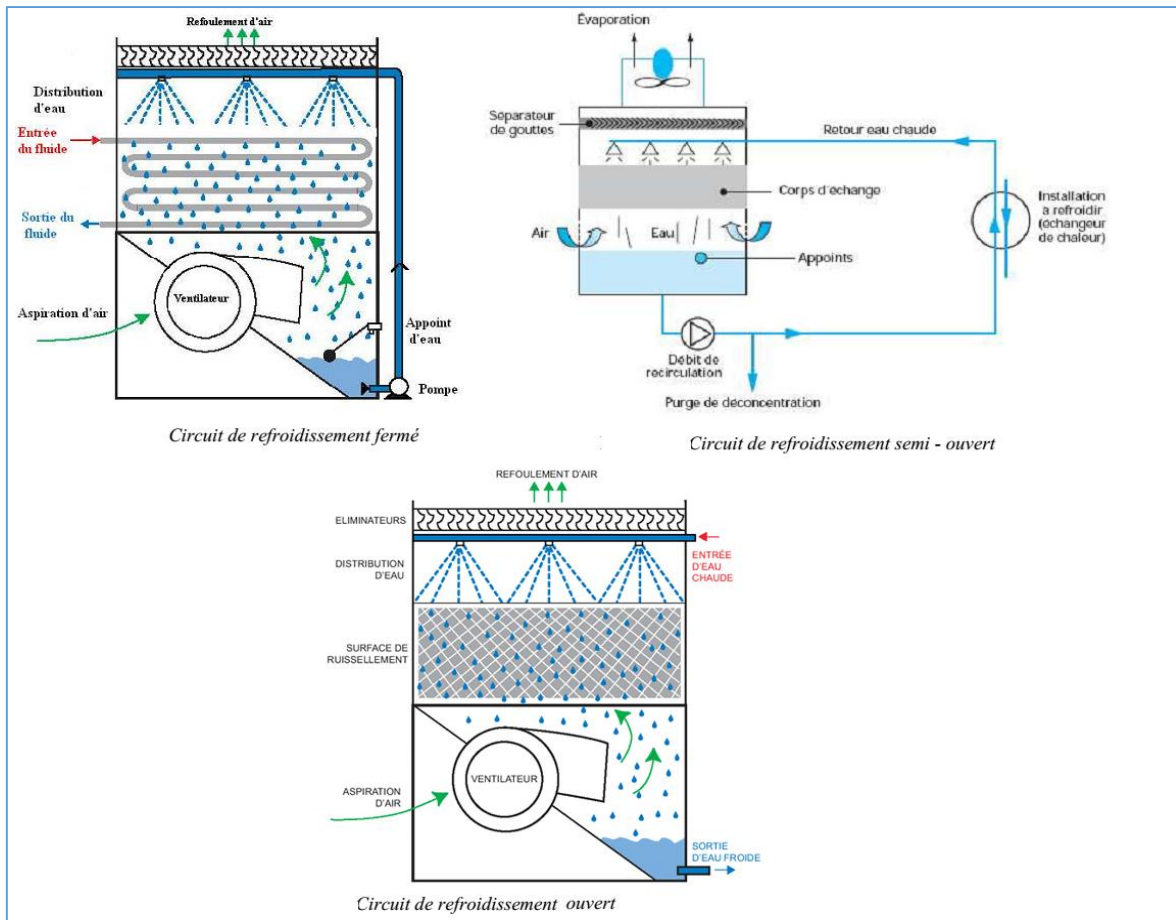 Refoulement d'air
Distribution
d'eau
Entrée
du fluide
Sortie du
fluide
Ventilateur
Aspiration d'air
Appoint
d'eau
Pompe
Circuit de refroidissement fermé
Évaporation
Séparateur
de gouttes
Retour eau chaude
Corps d'échange
Installation
à refroidir
(échangeur
de chaleur)
Air
Eau
Appoints
Débit de
recirculation
Purge de déconcentration
Circuit de refroidissement semi - ouvert
REFOULEMENT D'AIR
ELIMINATEURS
DISTRIBUTION
D'EAU
ENTRÉE
D'EAU
CHAUDE
SURFACE DE
RUISSELLEMENT
VENTILATEUR
ASPIRATION
D'AIR
SORTIE
D'EAU FROIDE
Circuit de refroidissement ouvert